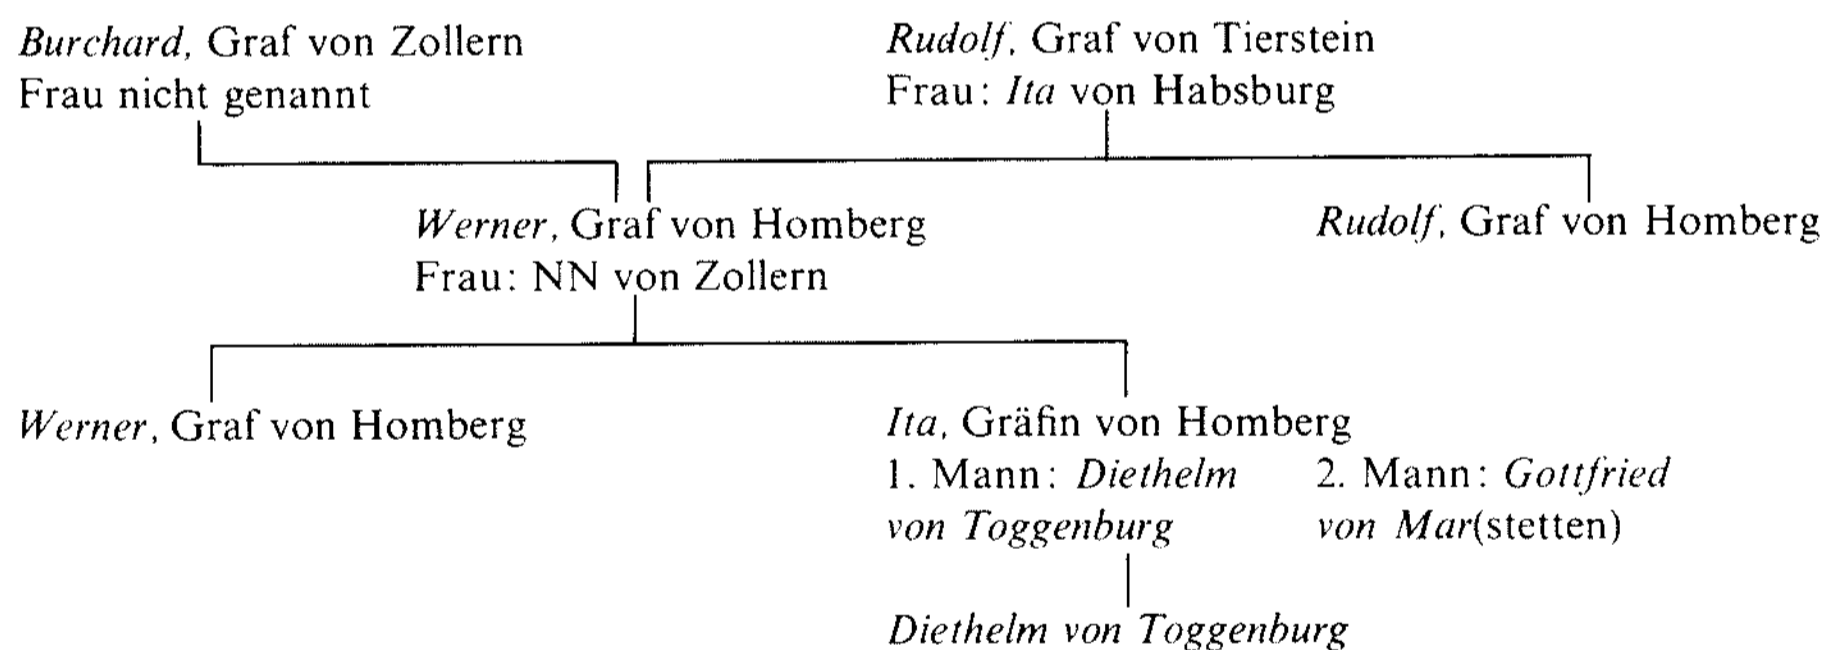 Burchard, Graf von Zollern
Frau nicht genannt
Rudolf, Graf von Tierstein
Frau: Ita von Habsburg
Werner, Graf von Homberg
Frau: NN von Zollern
Rudolf, Graf von Homberg
Werner, Graf von Homberg
Ita, Gräfin von Homberg
1. Mann: Diethelm
von Toggenburg
2. Mann: Gottfried
von Mar(stetten)
Diethelm von Toggenburg